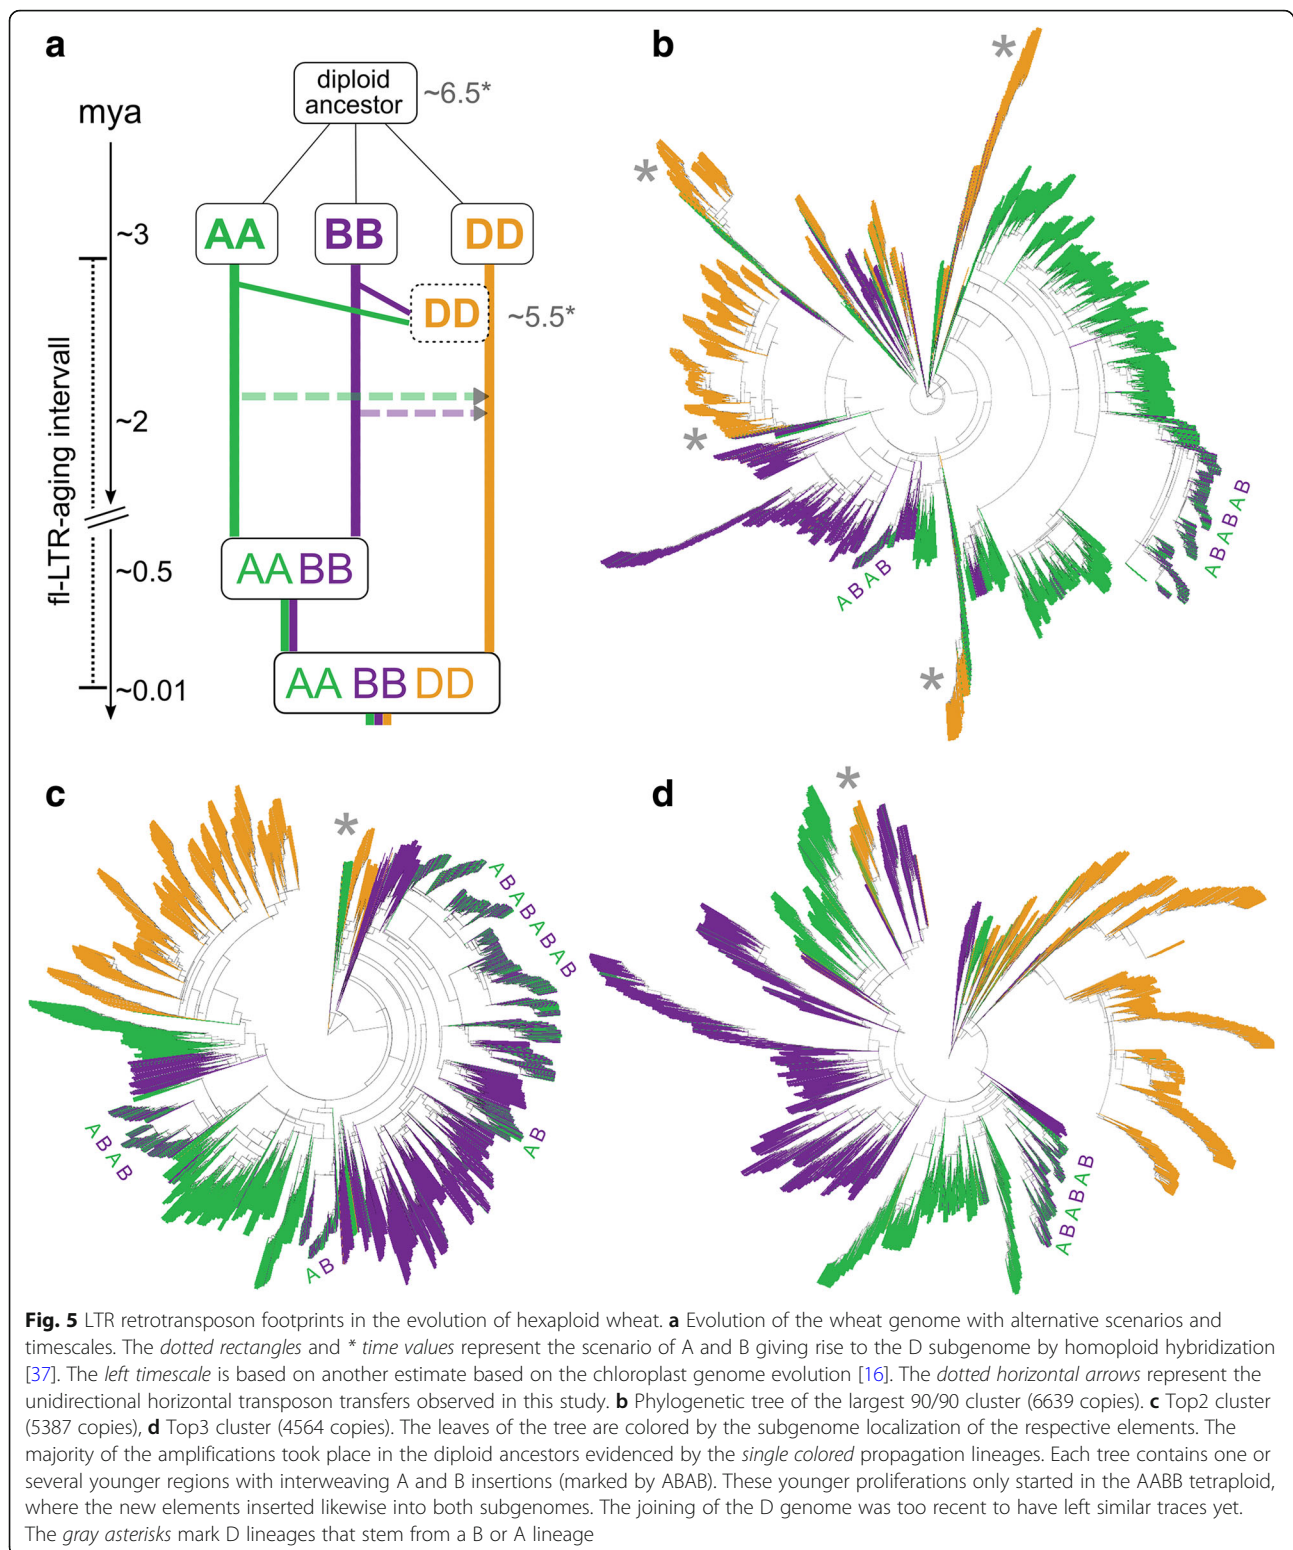 a
mya
diploid
ancestor
~6.5*
~3
AA
BB
DD
DD
~5.5*
fl-LTR-aging intervall
~2
AABB
~0.5
AA BB DD
~0.01
b
*
*
*
*
ABABAB
ABAB
c
*
ABABABAB
AB
ABAB
AB
d
*
ABABAB
Fig. 5 LTR retrotransposon footprints in the evolution of hexaploid wheat. a Evolution of the wheat genome with alternative scenarios and
timescales. The dotted rectangles and * time values represent the scenario of A and B giving rise to the D subgenome by homoploid hybridization
[37]. The left timescale is based on another estimate based on the chloroplast genome evolution [16]. The dotted horizontal arrows represent the
unidirectional horizontal transposon transfers observed in this study. b Phylogenetic tree of the largest 90/90 cluster (6639 copies). c Top2 cluster
(5387 copies), d Top3 cluster (4564 copies). The leaves of the tree are colored by the subgenome localization of the respective elements. The
majority of the amplifications took place in the diploid ancestors evidenced by the single colored propagation lineages. Each tree contains one or
several younger regions with interweaving A and B insertions (marked by ABAB). These younger proliferations only started in the AABB tetraploid,
where the new elements inserted likewise into both subgenomes. The joining of the D genome was too recent to have left similar traces yet.
The gray asterisks mark D lineages that stem from a B or A lineage